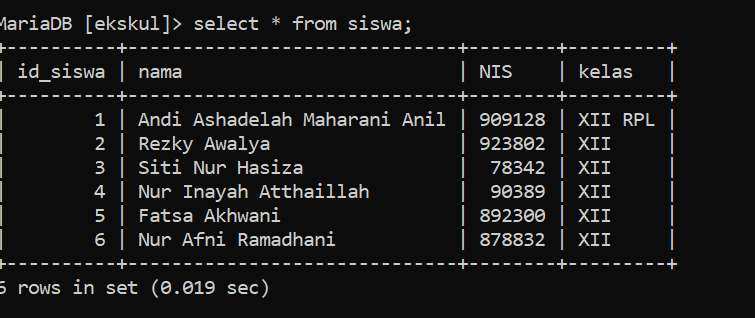 MariaDB [ekskul]> select * from siswa;
+----------+------------------------------+--------+---------+
| id_siswa | nama                         | NIS    | kelas   |
+----------+------------------------------+--------+---------+
|        1 | Andi Ashadelah Maharani Anil | 909128 | XII RPL |
|        2 | Rezky Awalya                 | 923802 | XII     |
|        3 | Siti Nur Hasiza              |  78342 | XII     |
|        4 | Nur Inayah Atthaillah        |  90389 | XII     |
|        5 | Fatsa Akhwani                | 892300 | XII     |
|        6 | Nur Afni Ramadhani           | 878832 | XII     |
+----------+------------------------------+--------+---------+
6 rows in set (0.019 sec)